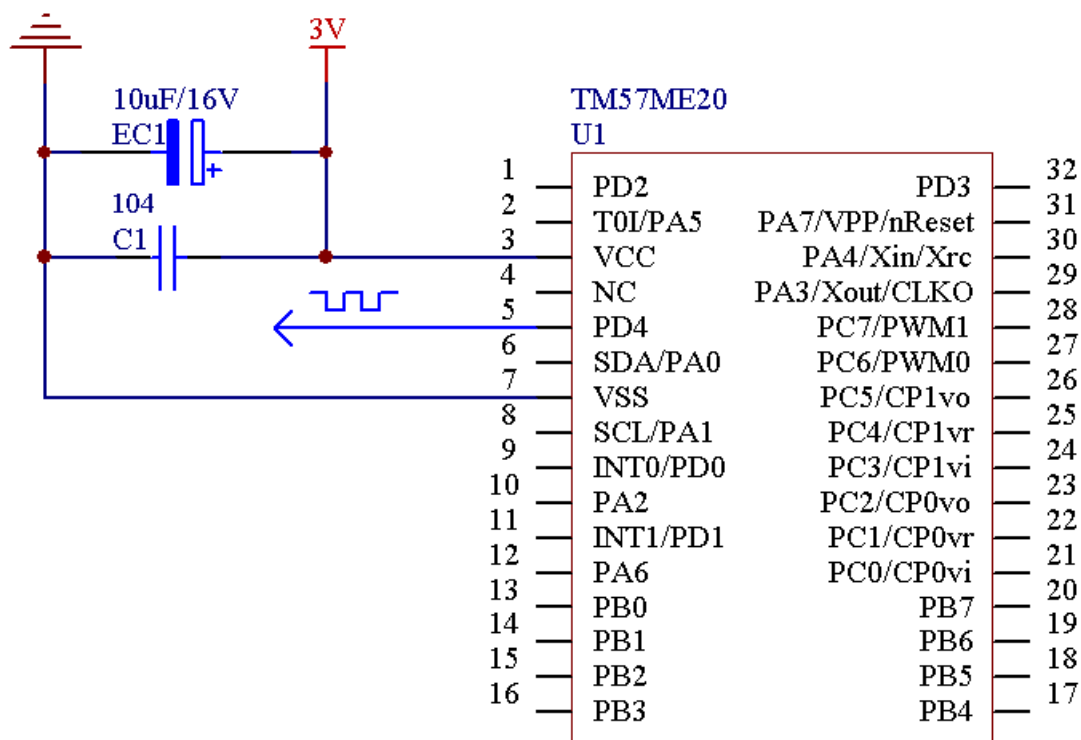 3V
10uF/16V
EC1
104
C1
TM57ME20
U1
1 PD2 PD3 32
2 T0I/PA5 PA7/VPP/nReset 31
3 VCC PA4/Xin/Xrc 30
4 NC PA3/Xout/CLKO 29
5 PD4 PC7/PWM1 28
6 SDA/PA0 PC6/PWM0 27
7 VSS PC5/CP1vo 26
8 SCL/PA1 PC4/CP1vr 25
9 INT0/PD0 PC3/CP1vi 24
10 PA2 PC2/CP0vo 23
11 INT1/PD1 PC1/CP0vr 22
12 PA6 PC0/CP0vi 21
13 PB0 PB7 20
14 PB1 PB6 19
15 PB2 PB5 18
16 PB3 PB4 17